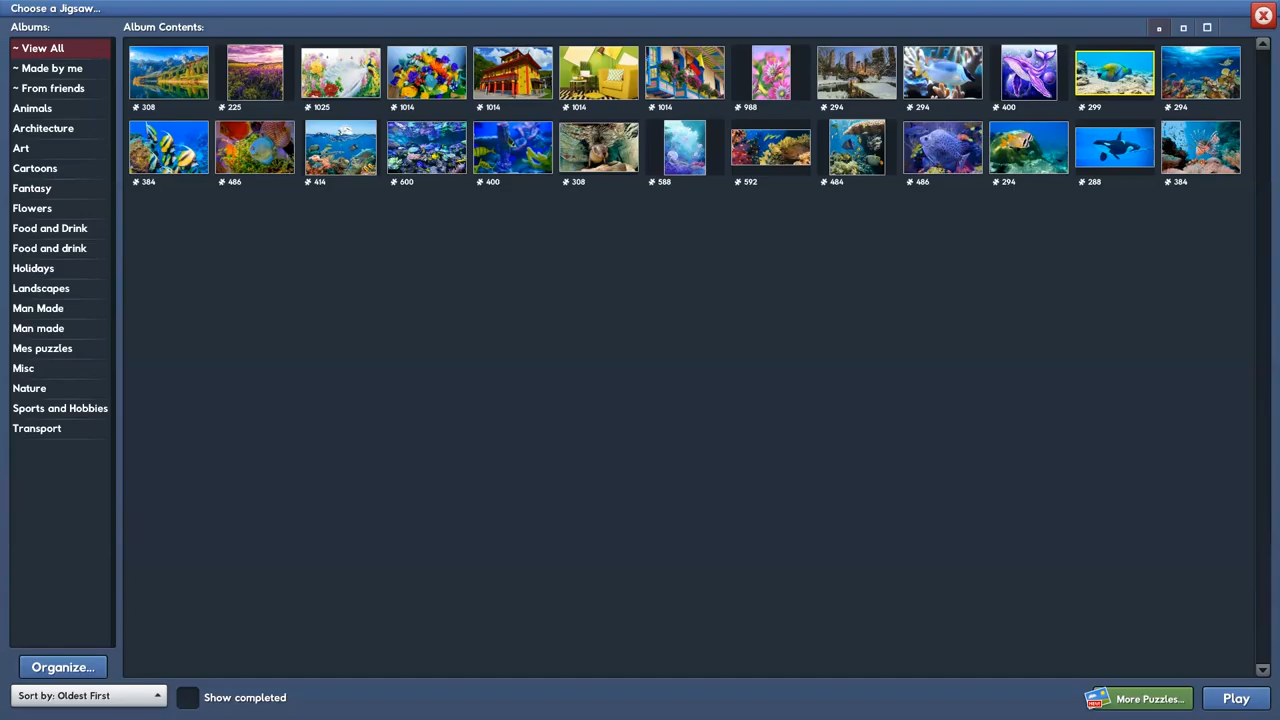 Choose a Jigsaw...
Albums:
Album Contents:
~ View All
~ Made by me
~ From friends
Animals
Architecture
Art
Cartoons
Fantasy
Flowers
Food and Drink
Food and drink
Holidays
Landscapes
Man Made
Man made
Mes puzzles
Misc
Nature
Sports and Hobbies
Transport
308 225 1025 1014 1014 1014 1014 988 294 294 400 299 294
384 486 414 600 400 308 588 592 484 486 294 288 384
Organize...
Sort by: Oldest First
Show completed
More Puzzles...
Play